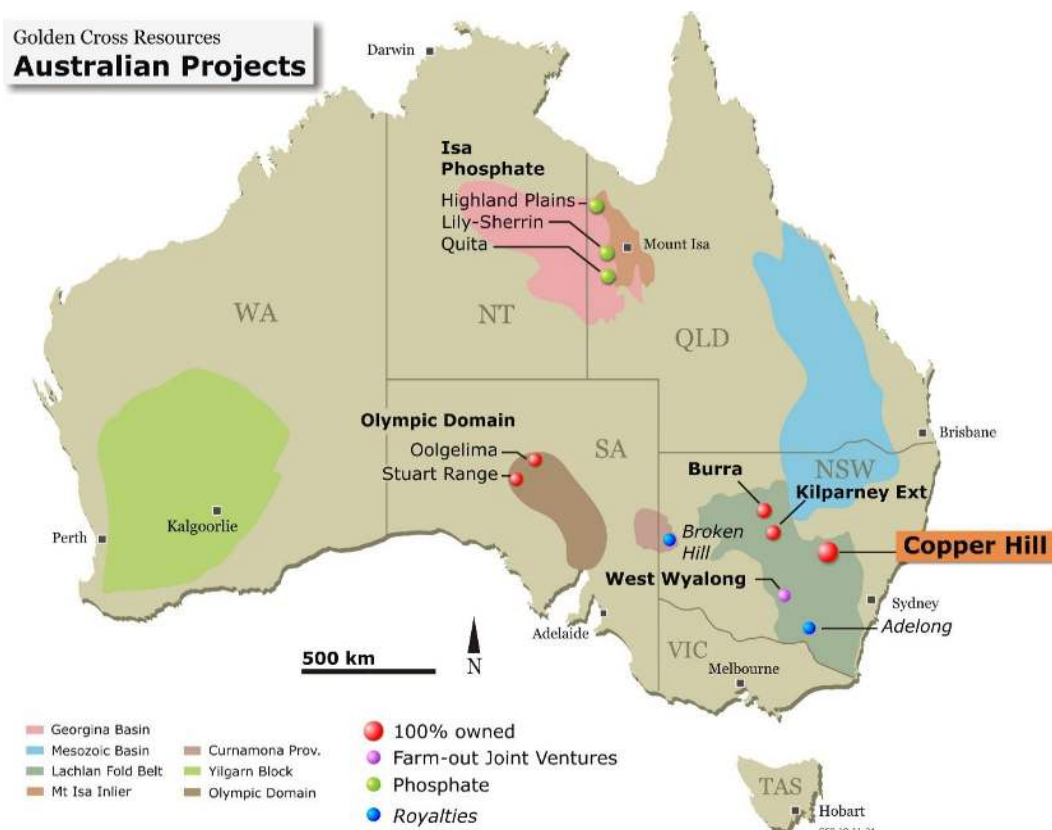 Golden Cross Resources
Australian Projects
Darwin
Isa
Phosphate
Highland Plains
Lily-Sherrin
Quita
Mount Isa
WA
NT
QLD
Olympic Domain
Oolgelima
Stuart Range
SA
Brisbane
NSW
Burra
Kilparney Ext
Kalgoorlie
Perth
Broken
Hill
Copper Hill
West Wyalong
Sydney
Adelong
Adelaide
500 km
N
VIC
Melbourne
Georgina Basin
Mesozoic Basin
Lachlan Fold Belt
Mt Isa Inlier
Curnamona Prov.
Yilgarn Block
Olympic Domain
100% owned
Farm-out Joint Ventures
Phosphate
Royalties
TAS
Hobart